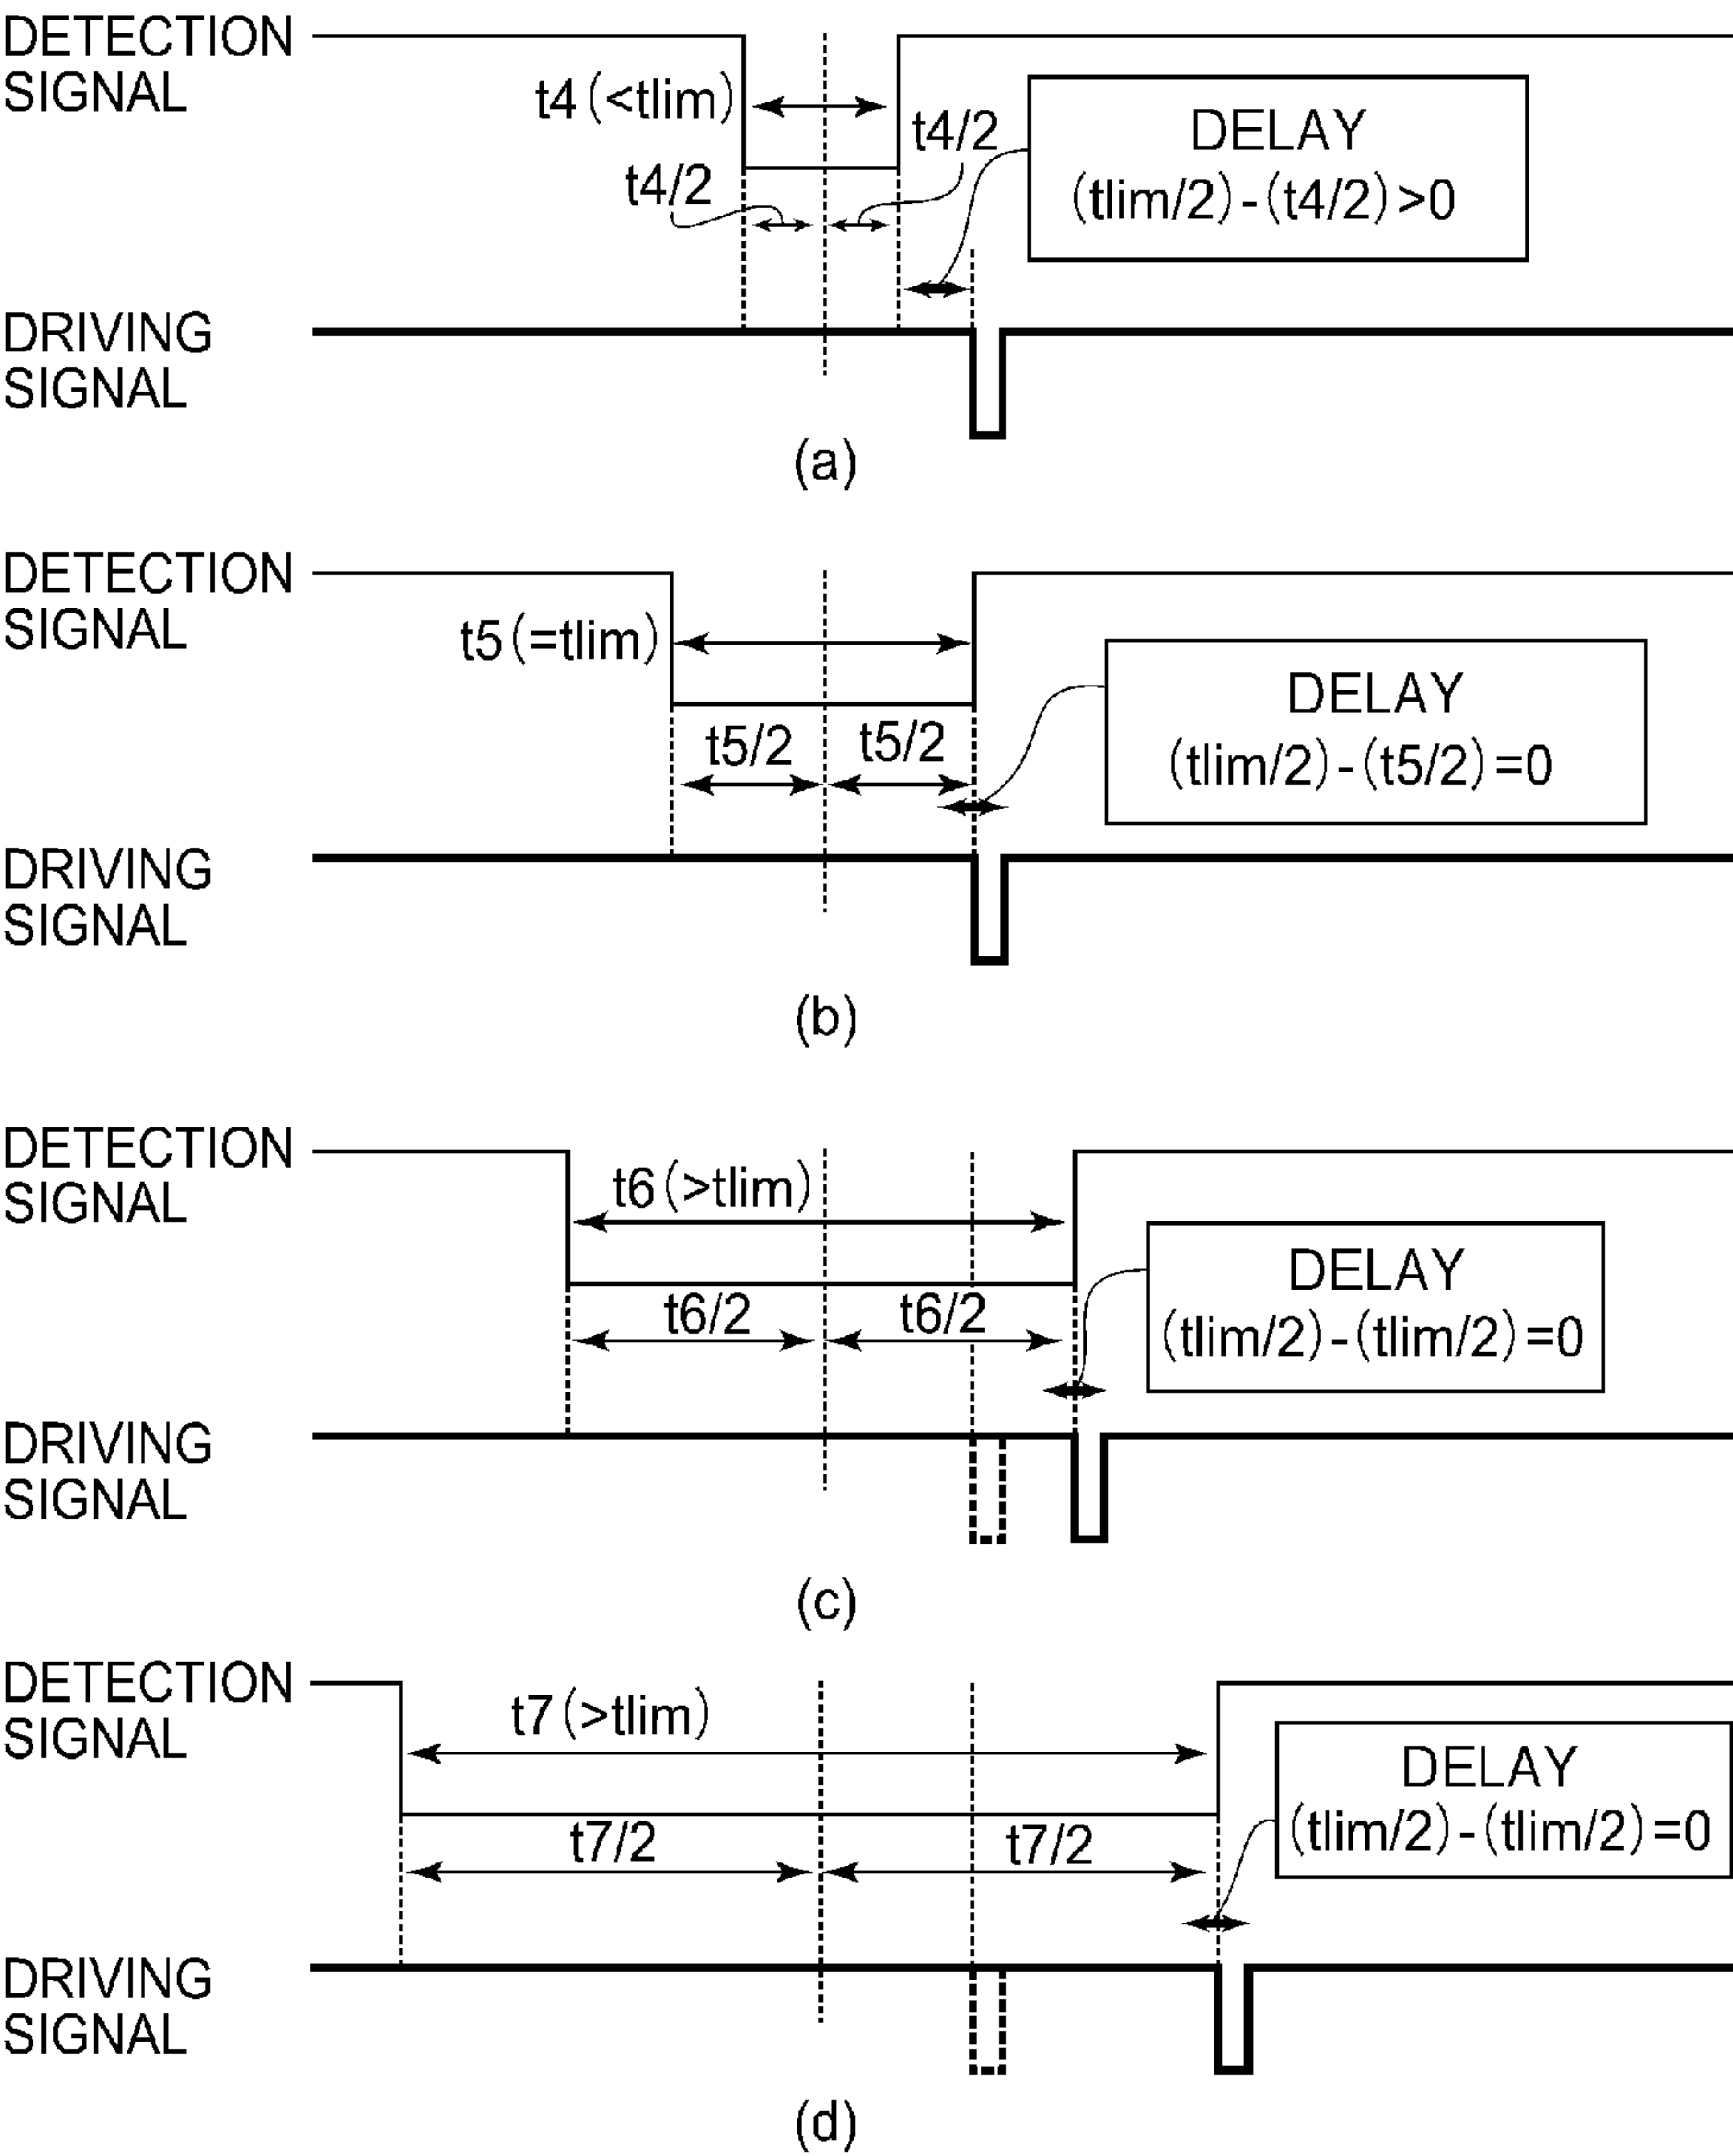 DETECTION
SIGNAL
t4(<tlim)
t4/2
t4/2
DELAY
(tlim/2)-(t4/2)>0
DRIVING
SIGNAL
(a)
DETECTION
SIGNAL
t5(=tlim)
t5/2
t5/2
DELAY
(tlim/2)-(t5/2)=0
DRIVING
SIGNAL
(b)
DETECTION
SIGNAL
t6(>tlim)
t6/2
t6/2
DELAY
(tlim/2)-(tlim/2)=0
DRIVING
SIGNAL
(c)
DETECTION
SIGNAL
t7(>tlim)
t7/2
t7/2
DELAY
(tlim/2)-(tlim/2)=0
DRIVING
SIGNAL
(d)